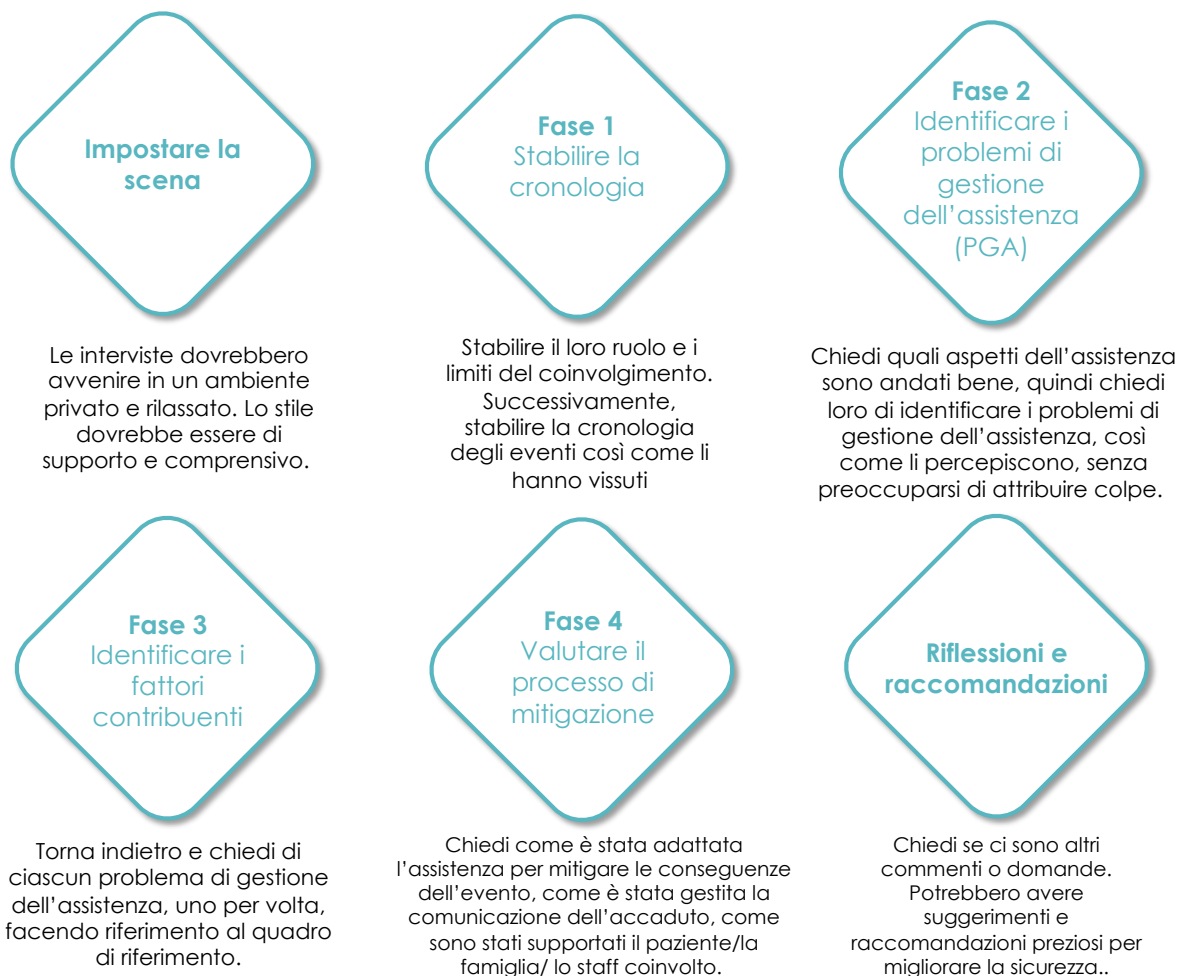 Impostare la
scena
Le interviste dovrebbero
avvenire in un ambiente
privato e rilassato. Lo stile
dovrebbe essere di
supporto e comprensivo.
Fase 1
Stabilire la
cronologia
Stabilire il loro ruolo e i
limiti del coinvolgimento.
Successivamente,
stabilire la cronologia
degli eventi così come li
hanno vissuti
Fase 2
Identificare i
problemi di
gestione
dell’assistenza
(PGA)
Chiedi quali aspetti dell’assistenza
sono andati bene, quindi chiedi
loro di identificare i problemi di
gestione dell’assistenza, così
come li percepiscono, senza
preoccuparsi di attribuire colpe.
Fase 3
Identificare i
fattori
contribuenti
Torna indietro e chiedi di
ciascun problema di gestione
dell’assistenza, uno per volta,
facendo riferimento al quadro
di riferimento.
Fase 4
Valutare il
processo di
mitigazione
Chiedi come è stata adattata
l’assistenza per mitigare le conseguenze
dell’evento, come è stata gestita la
comunicazione dell’accaduto, come
sono stati supportati il paziente/la
famiglia/ lo staff coinvolto.
Riflessioni e
raccomandazioni
Chiedi se ci sono altri
commenti o domande.
Potrebbero avere
suggerimenti e
raccomandazioni preziosi per
migliorare la sicurezza..